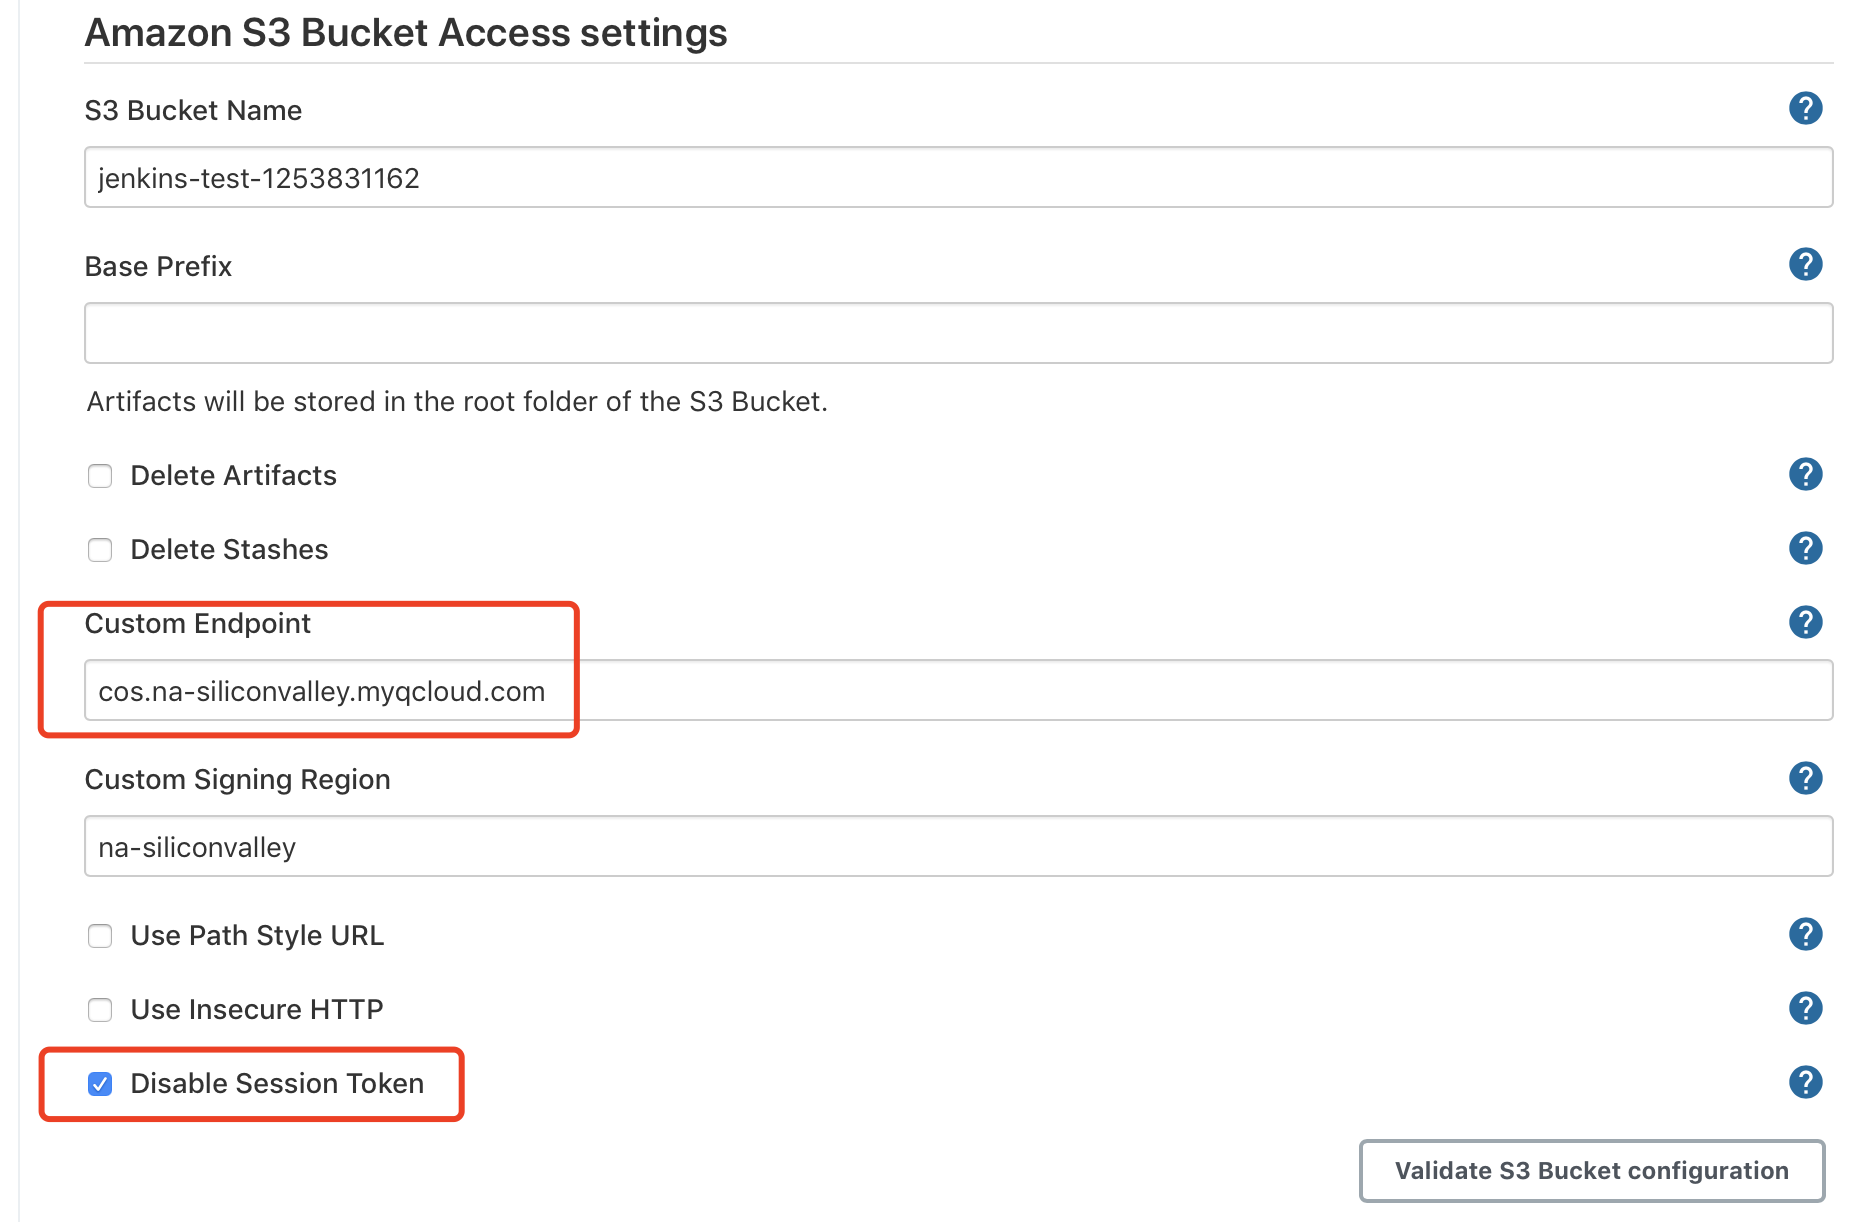 Amazon S3 Bucket Access settings
S3 Bucket Name
?
jenkins-test-1253831162
Base Prefix
?
Artifacts will be stored in the root folder of the S3 Bucket.
Delete Artifacts
?
Delete Stashes
?
Custom Endpoint
?
cos.na-siliconvalley.myqcloud.com
Custom Signing Region
?
na-siliconvalley
Use Path Style URL
?
Use Insecure HTTP
?
Disable Session Token
?
Validate S3 Bucket configuration